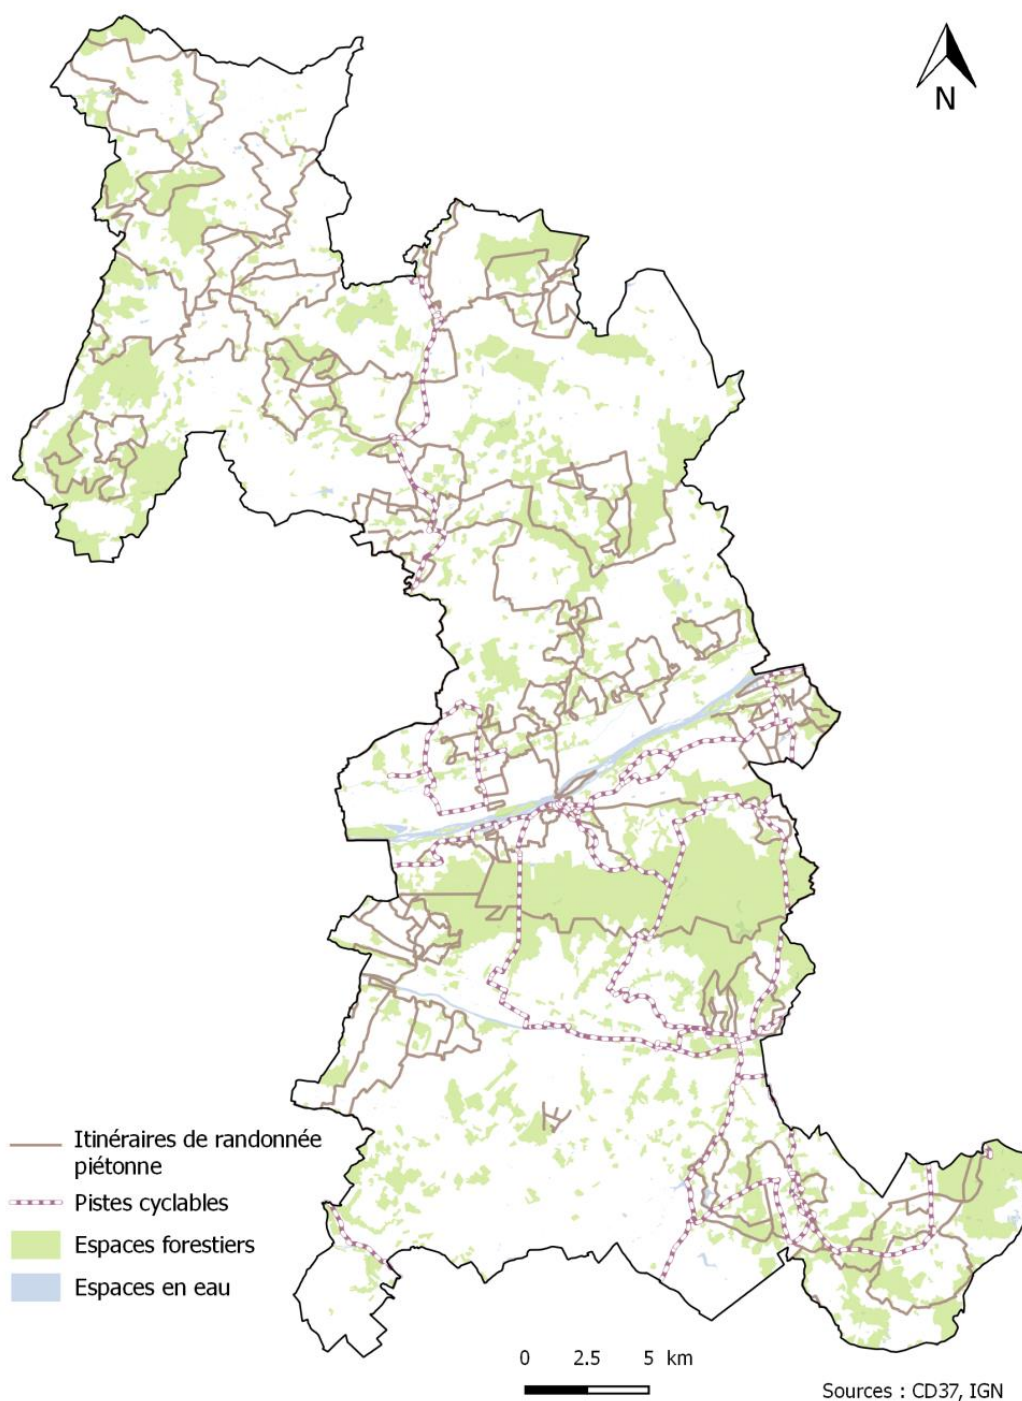 N
Itinéraires de randonnée
piétonne
Pistes cyclables
Espaces forestiers
Espaces en eau
0 2.5 5 km
Sources : CD37, IGN